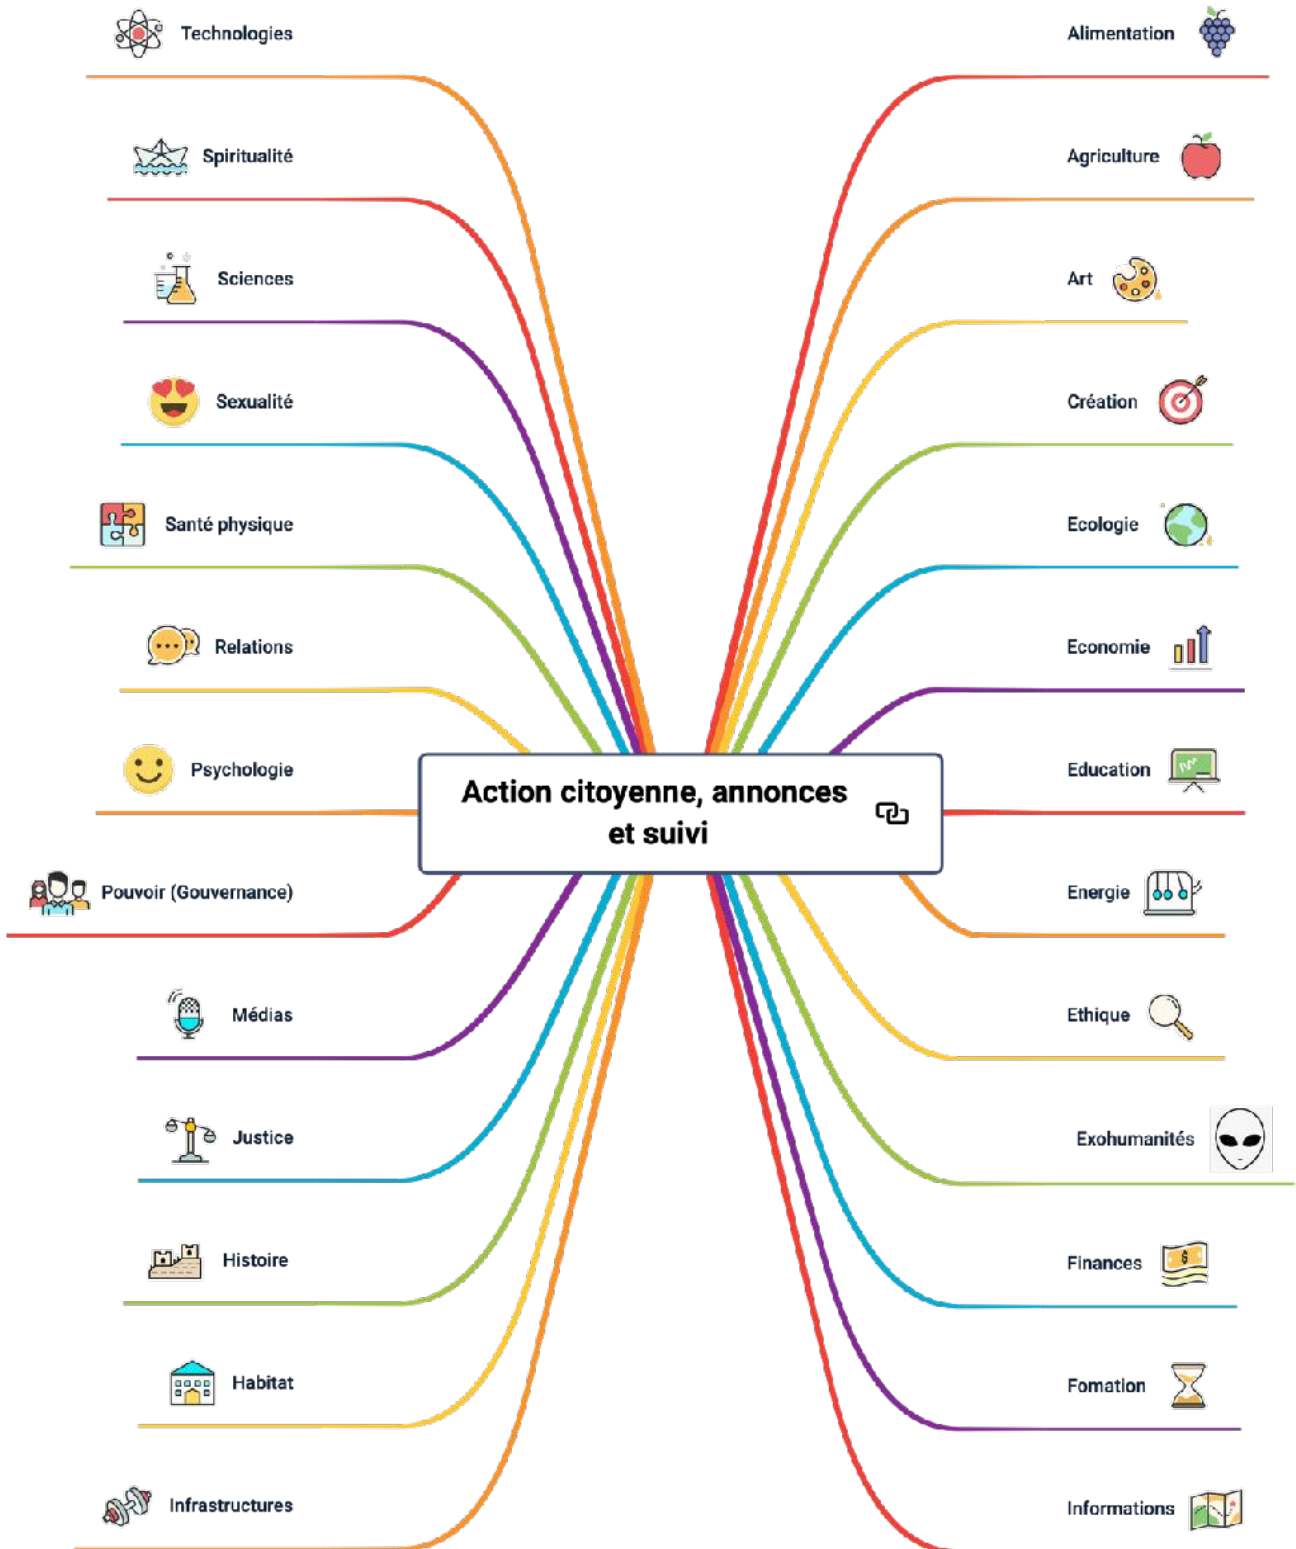 Technologies
Spiritualité
Sciences
Sexualité
Santé physique
Relations
Psychologie
Pouvoir (Gouvernance)
Médias
Justice
Histoire
Habitat
Infrastructures
Action citoyenne, annonces
et suivi
Alimentation
Agriculture
Art
Création
Ecologie
Economie
Education
Energie
Ethique
Exohumanités
Finances
Fomation
Informations